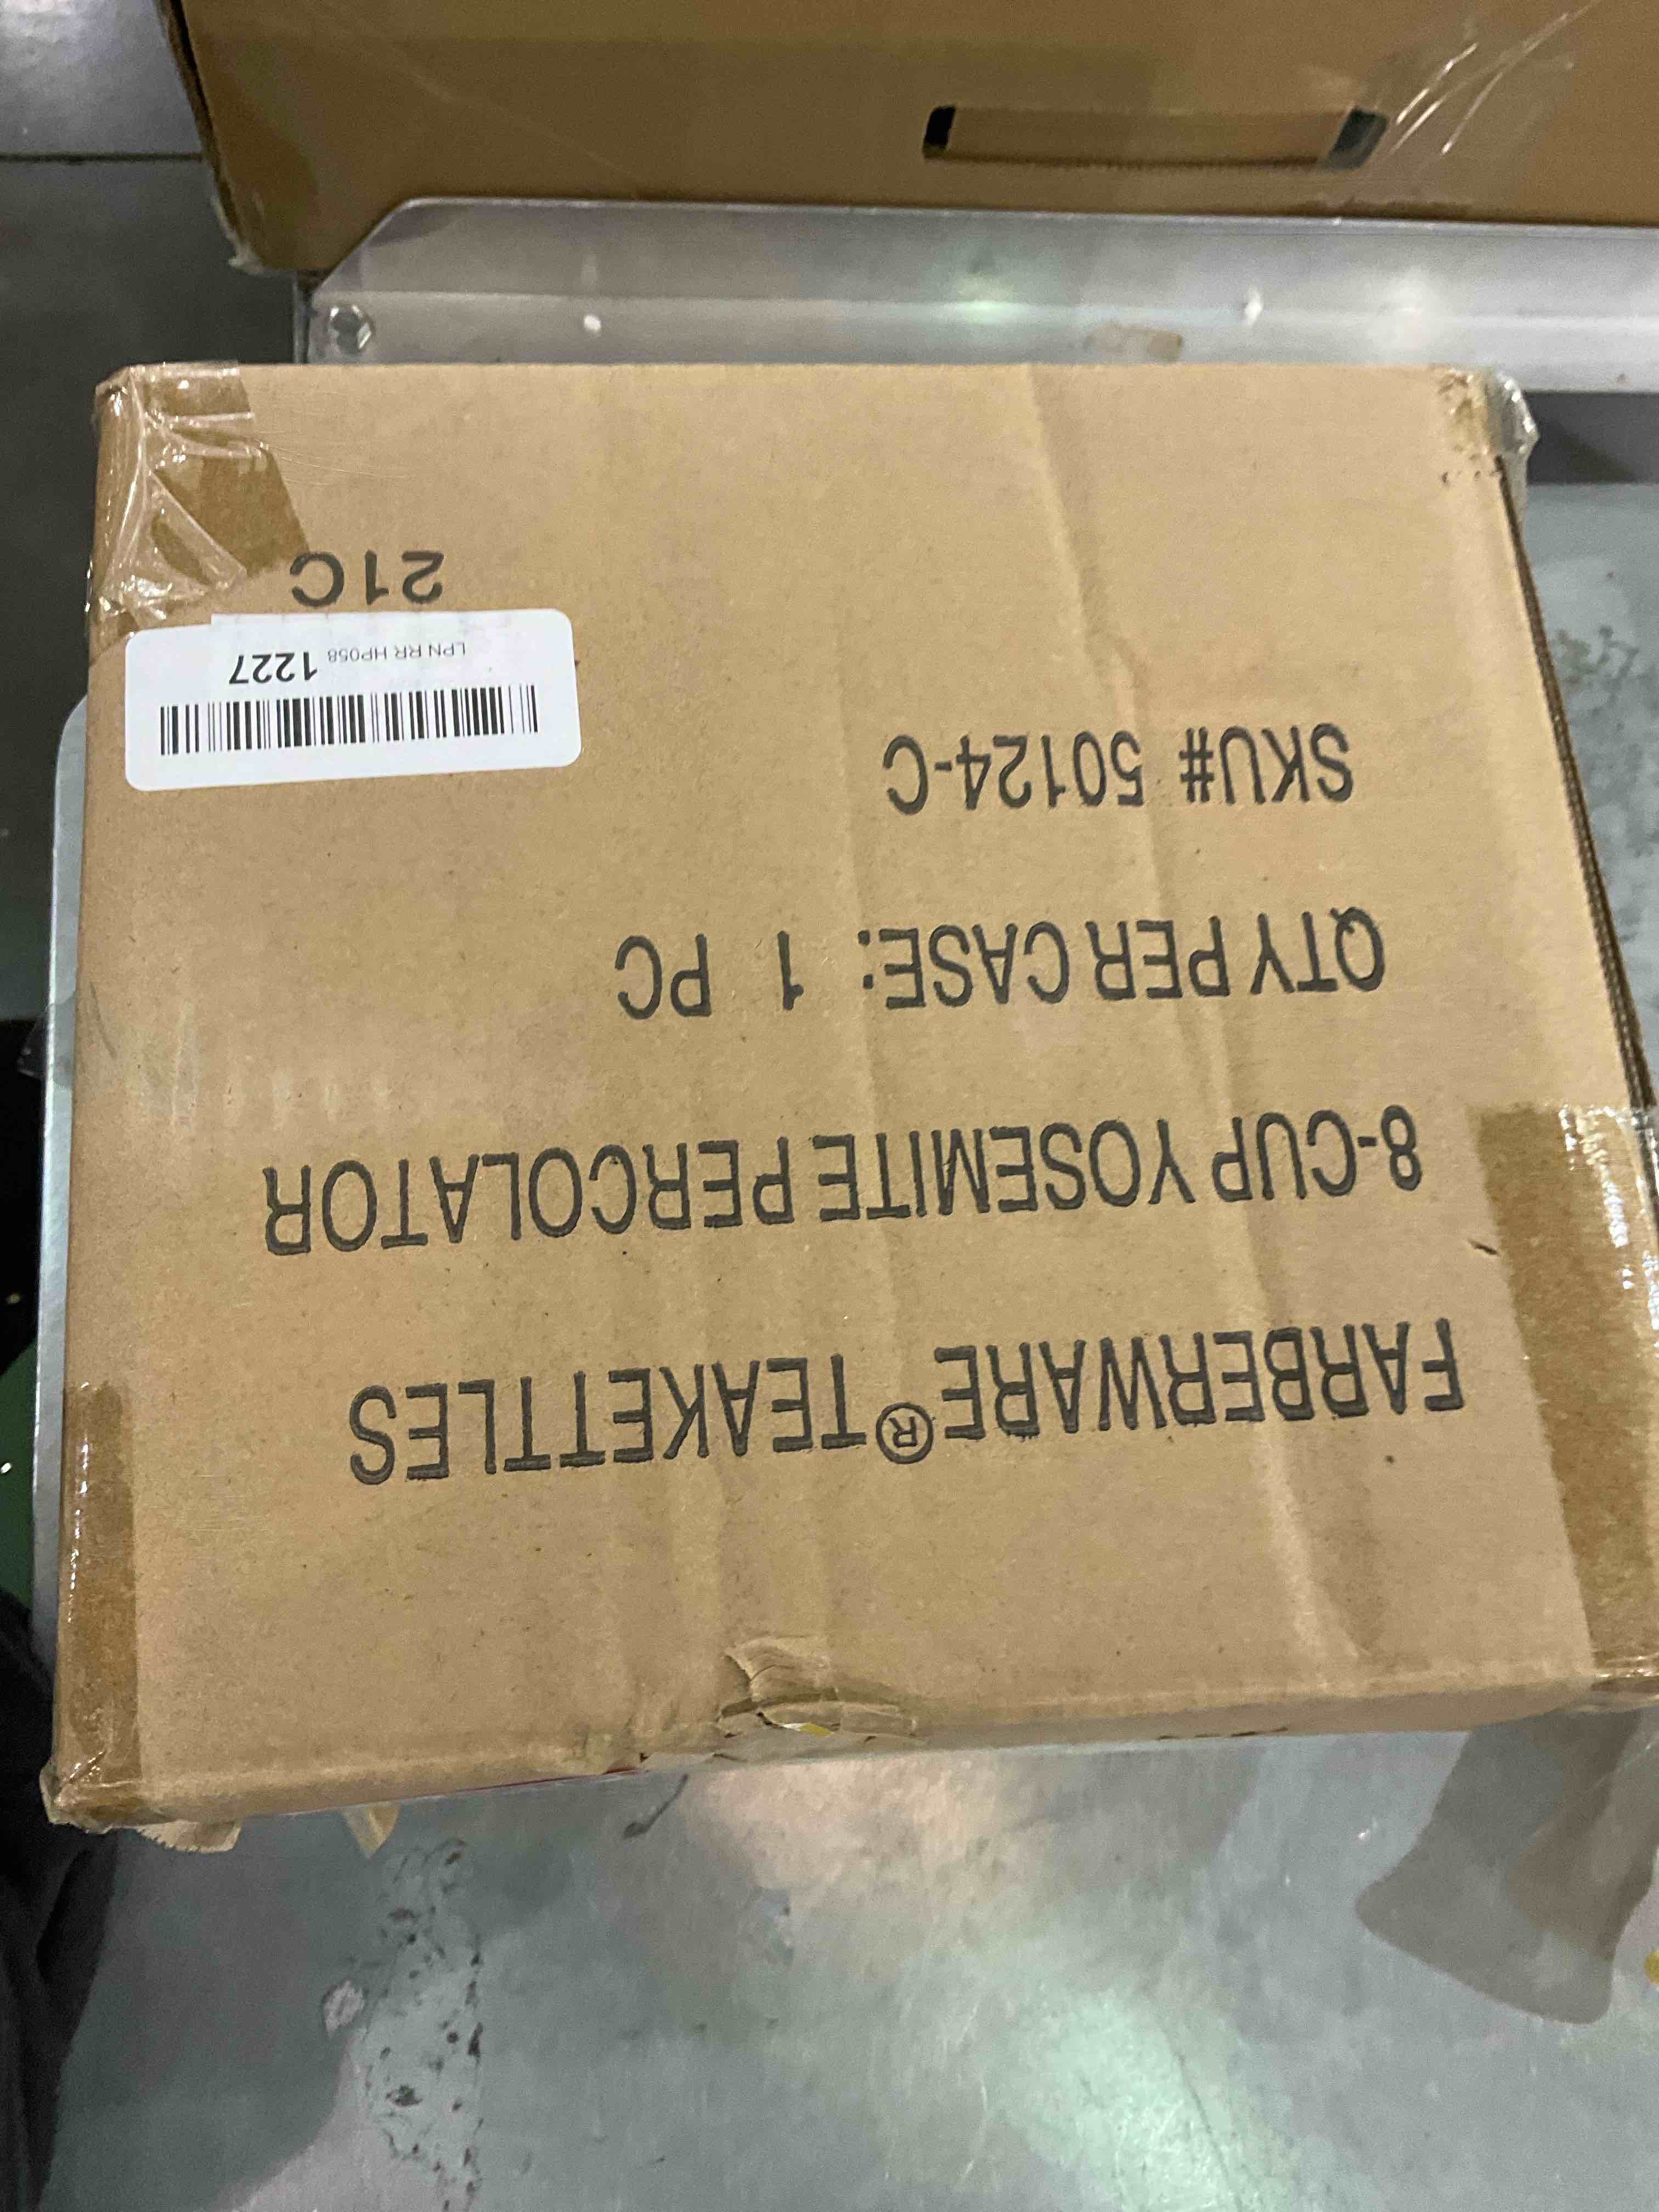 FARBERWARE® TEAKETTLES
8-CUP YOSEMITE PERCOLATOR
QTY PER CASE: 1 PC
SKU# 50124-C
LPN RR HP058 1227
21C